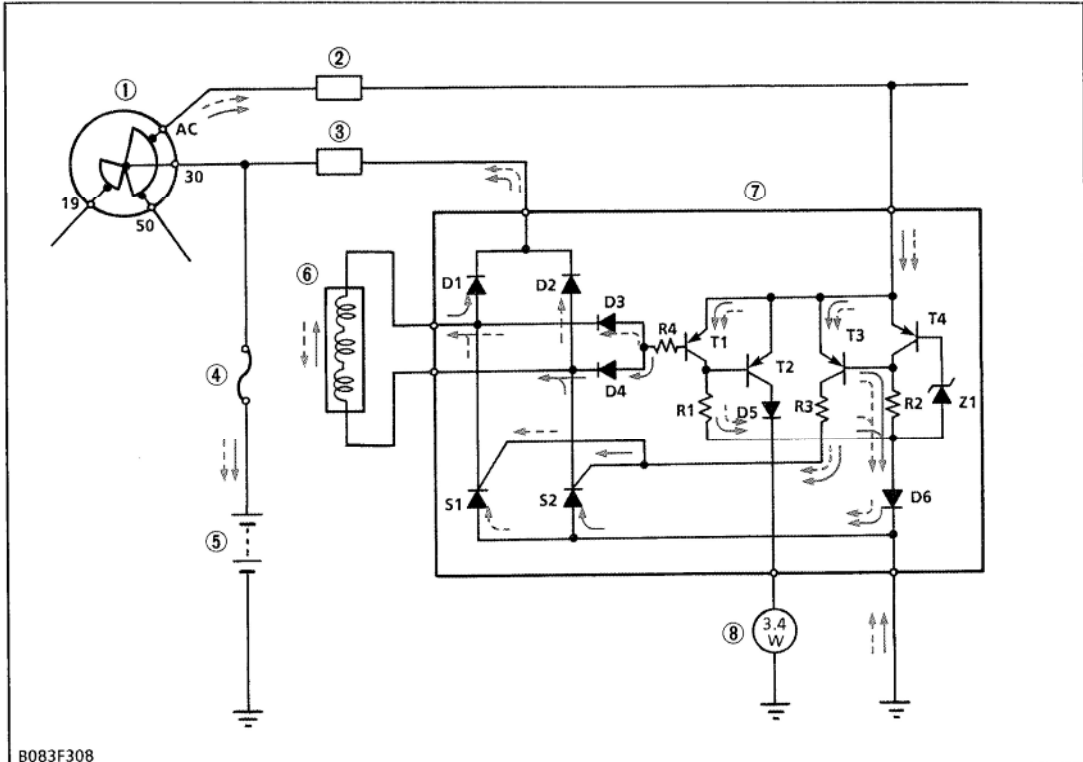 ②
①
AC
③
30
⑦
19
50
⑥
D1
D2
D3
R4
T1
T3
T4
④
D4
T2
R1
D5
R3
R2
Z1
S1
S2
D6
⑤
⑧
3.4
W
B083F308